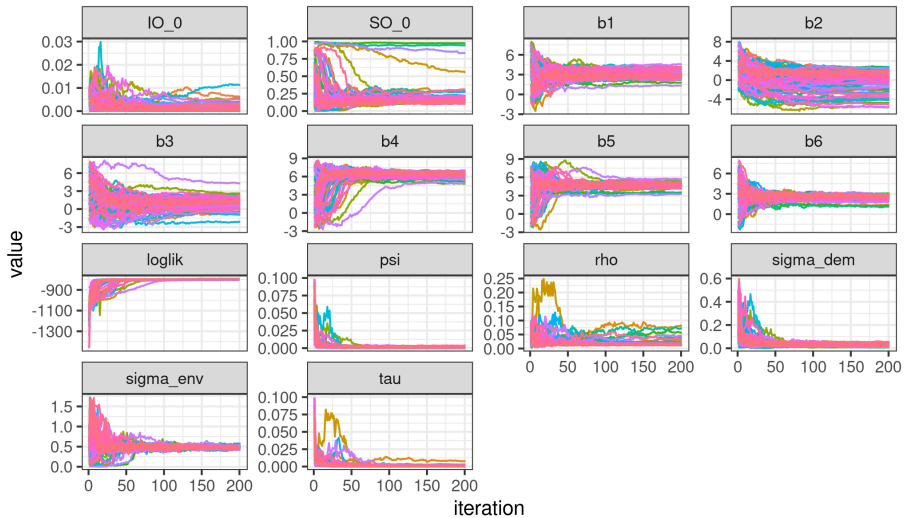 IO_0 SO_0 b1 b2
0.03 0.02 0.01 0.00
1.00 0.75 0.50 0.25 0.00
6 3 0 -3
8 4 0 -4
b3 b4 b5 b6
6 3 0 -3
9 6 3 0 -3
9 6 3 0 -3
6 3 0
loglik psi rho sigma_dem
-900 -1100 -1300
0.100 0.075 0.050 0.025 0.000
0.25 0.20 0.15 0.10 0.05 0.00
0.6 0.4 0.2 0.0
0 50 100 150 200 0 50 100 150 200
sigma_env tau
1.5 1.0 0.5 0.0
0.100 0.075 0.050 0.025 0.000
0 50 100 150 200 0 50 100 150 200
value
iteration